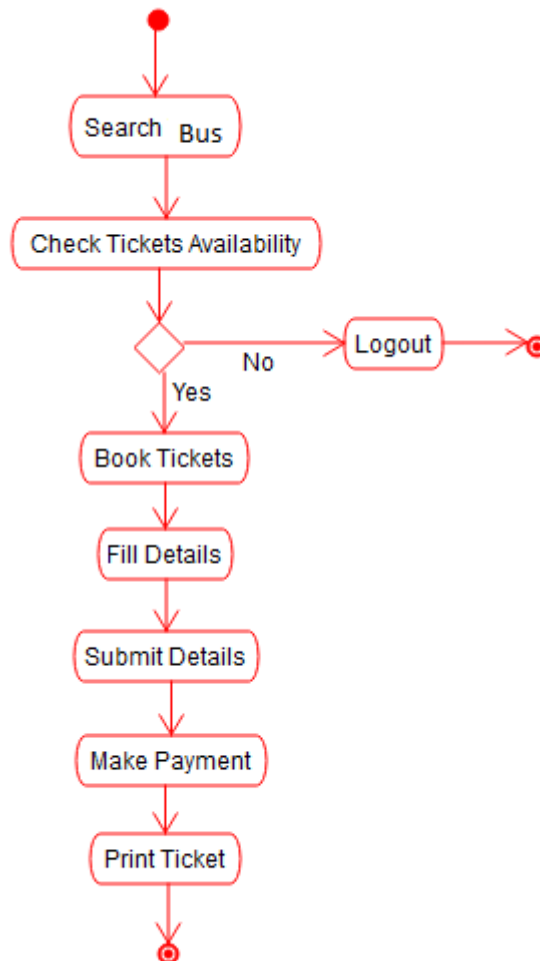 Search Bus
Check Tickets Availability
No
Logout
Yes
Book Tickets
Fill Details
Submit Details
Make Payment
Print Ticket